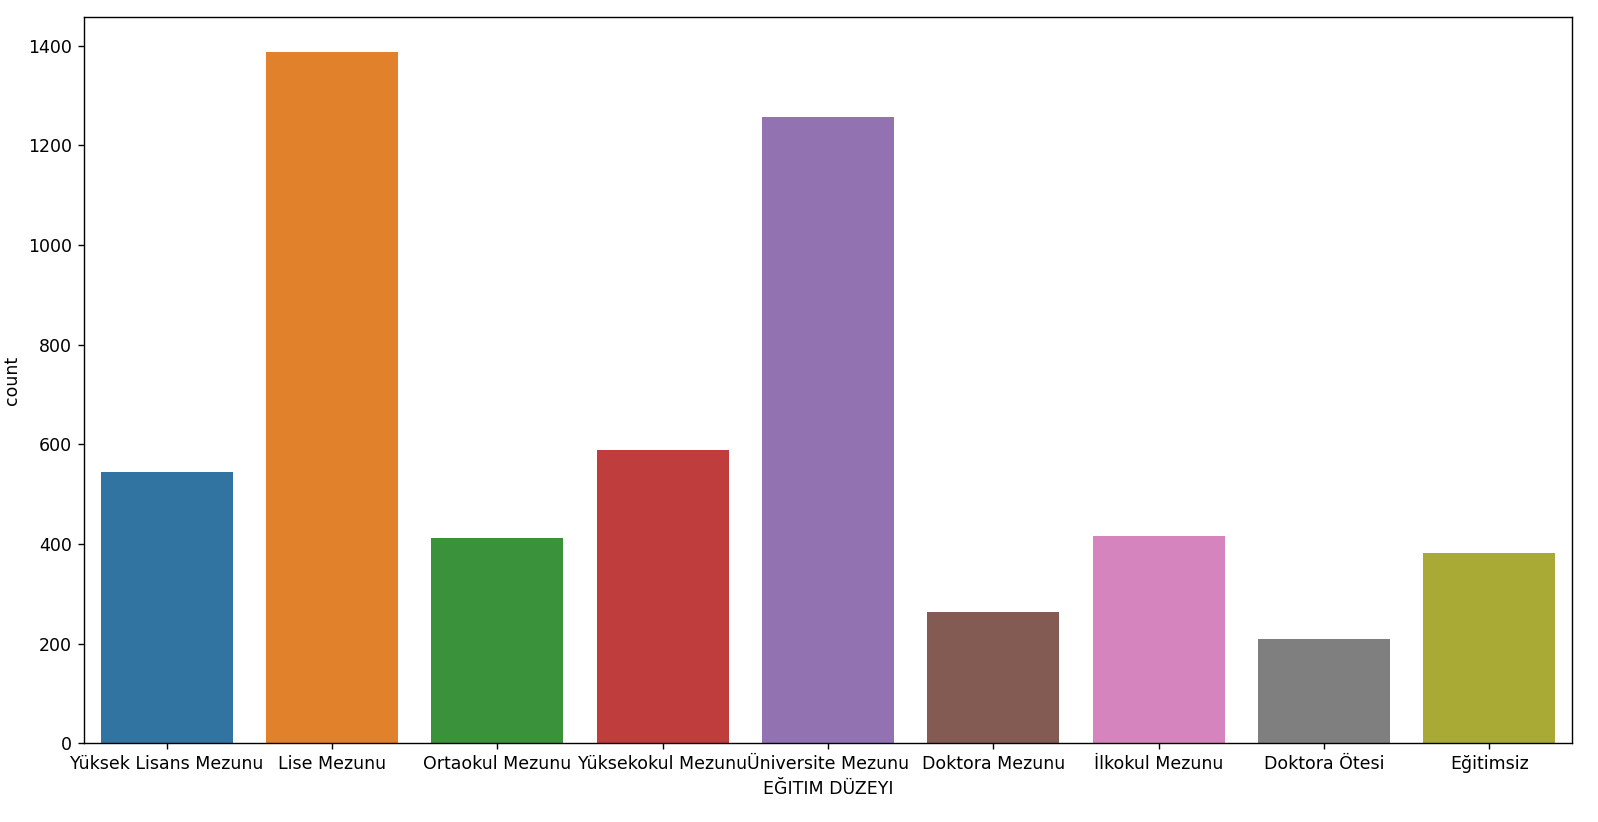 1400
1200
1000
800
600
400
200
0
count
Yüksek Lisans Mezunu Lise Mezunu Ortaokul Mezunu Yüksekokul Mezunu Üniversite Mezunu Doktora Mezunu İlkokul Mezunu Doktora Ötesi Eğitimsiz
EĞITIM DÜZEYI